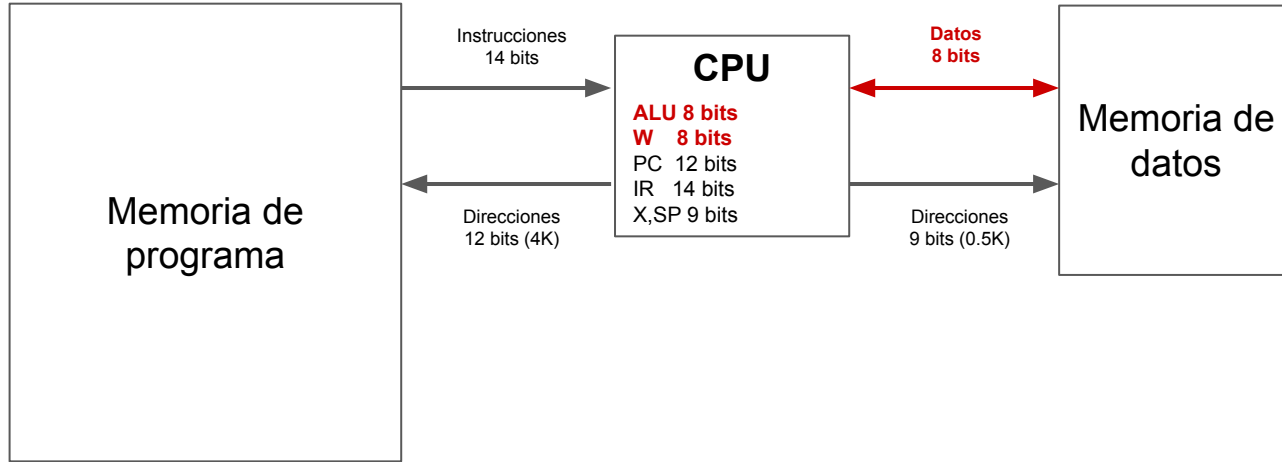 Memoria de
programa
Instrucciones
14 bits
Direcciones
12 bits (4K)
CPU
ALU 8 bits
W 8 bits
PC 12 bits
IR 14 bits
X,SP 9 bits
Datos
8 bits
Direcciones
9 bits (0.5K)
Memoria de
datos